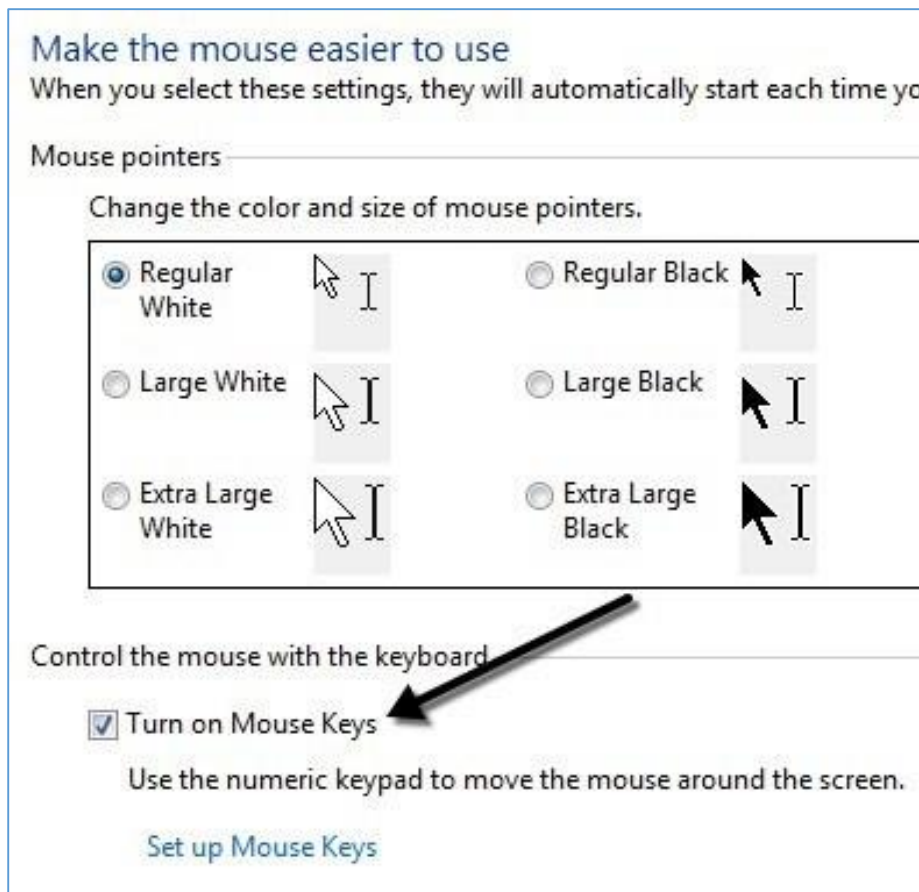 Make the mouse easier to use
When you select these settings, they will automatically start each time yo
Mouse pointers
Change the color and size of mouse pointers.
Regular
White
Regular Black
Large White
Large Black
Extra Large
White
Extra Large
Black
Control the mouse with the keyboard
Turn on Mouse Keys
Use the numeric keypad to move the mouse around the screen.
Set up Mouse Keys